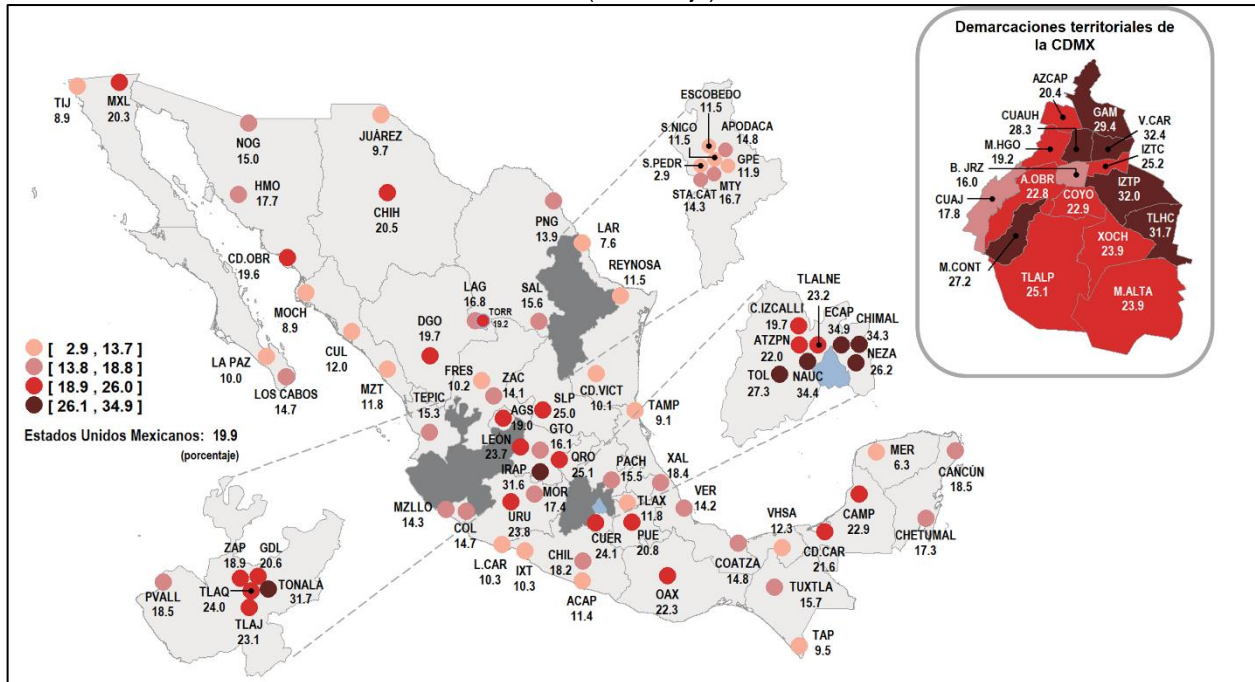 TIJ
8.9
MXL
20.3
NOG
15.0
HMO
17.7
JUÁREZ
9.7
CHIH
20.5
CD.OBR
19.6
MOCH
8.9
CUL
12.0
LA PAZ
10.0
LOS CABOS
14.7
MZT
11.8
DGO
19.7
LAG
16.8
TORR
19.2
SAL
15.6
PNG
13.9
LAR
7.6
REYNOSA
11.5
FRES
10.2
ZAC
14.1
CD.VICT
10.1
TAMP
9.1
TEPIC
15.3
AGS
19.0
SLP
25.0
LEÓN
23.7
GTO
16.1
QRO
25.1
IRAP
31.6
MOR
17.4
URU
23.8
MZLLO
14.3
COL
14.7
L.CAR
10.3
IXT
10.3
CHIL
18.2
ACAP
11.4
PACH
15.5
TLAX
11.8
CUER
24.1
PUE
20.8
XAL
18.4
VER
14.2
OAX
22.3
COATZA
14.8
VHSA
12.3
TUXTLA
15.7
TAP
9.5
CD.CAR
21.6
CAMP
22.9
MER
6.3
CANCÚN
18.5
CHETUMAL
17.3
[ 2.9 , 13.7 ]
[ 13.8 , 18.8 ]
[ 18.9 , 26.0 ]
[ 26.1 , 34.9 ]
Estados Unidos Mexicanos: 19.9
(porcentaje)
ZAP
18.9
GDL
20.6
PVALL
18.5
TLAQ
24.0
TONALÁ
31.7
TLAJ
23.1
ESCOBEDO
11.5
S.NICO
11.5
APODACA
14.8
S.PEDR
2.9
GPE
11.9
STA.CAT
14.3
MTY
16.7
TLALNE
23.2
C.IZCALLI
19.7
ECAP
34.9
CHIMAL
34.3
ATZPN
22.0
NEZA
26.2
TOL
27.3
NAUC
34.4
Demarcaciones territoriales de
la CDMX
AZCAP
20.4
GAM
29.4
CUAUH
28.3
V.CAR
32.4
M.HGO
19.2
IZTC
25.2
B. JRZ
16.0
A.OBR
22.8
COYO
22.9
IZTP
32.0
CUAJ
17.8
TLHC
31.7
XOCH
23.9
M.CONT
27.2
TLALP
25.1
M.ALTA
23.9